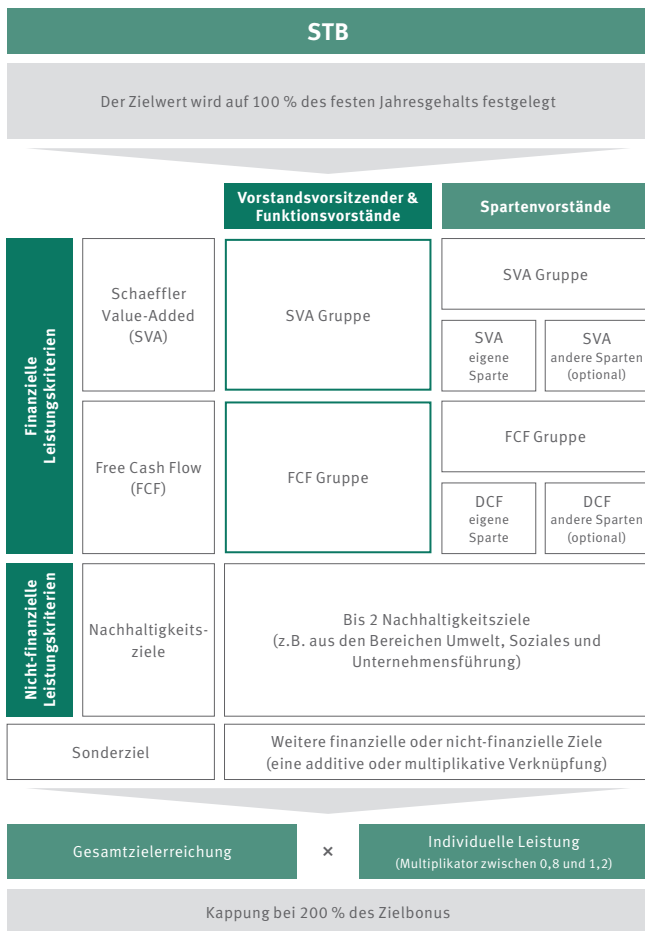 STB
Der Zielwert wird auf 100 % des festen Jahresgehalts festgelegt
Vorstandsvorsitzender &
Funktionsvorstände
Spartenvorstände
Finanzielle
Leistungskriterien
Schaeffler
Value-Added
(SVA)
SVA Gruppe
SVA Gruppe
SVA
eigene
Sparte
SVA
andere Sparten
(optional)
Free Cash Flow
(FCF)
FCF Gruppe
FCF Gruppe
DCF
eigene
Sparte
DCF
andere Sparten
(optional)
Nicht-finanzielle
Leistungskriterien
Nachhaltigkeits-
ziele
Bis 2 Nachhaltigkeitsziele
(z.B. aus den Bereichen Umwelt, Soziales und
Unternehmensführung)
Sonderziel
Weitere finanzielle oder nicht-finanzielle Ziele
(eine additive oder multiplikative Verknüpfung)
Gesamtzielerreichung
×
Individuelle Leistung
(Multiplikator zwischen 0,8 und 1,2)
Kappung bei 200 % des Zielbonus